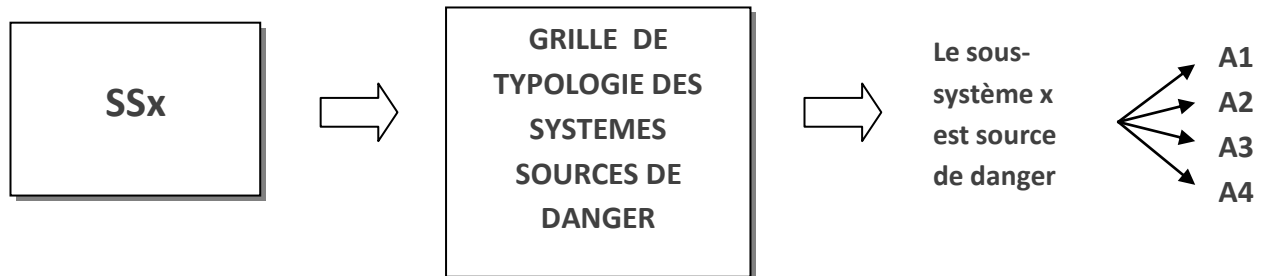 SSx
GRILLE DE
TYPOLOGIE DES
SYSTEMES
SOURCES DE
DANGER
Le sous-
système x
est source
de danger
A1
A2
A3
A4